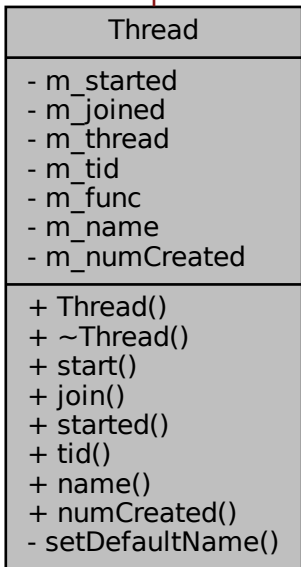 Thread
- m_started
- m_joined
- m_thread
- m_tid
- m_func
- m_name
- m_numCreated
+ Thread()
+ ~Thread()
+ start()
+ join()
+ started()
+ tid()
+ name()
+ numCreated()
- setDefaultName()